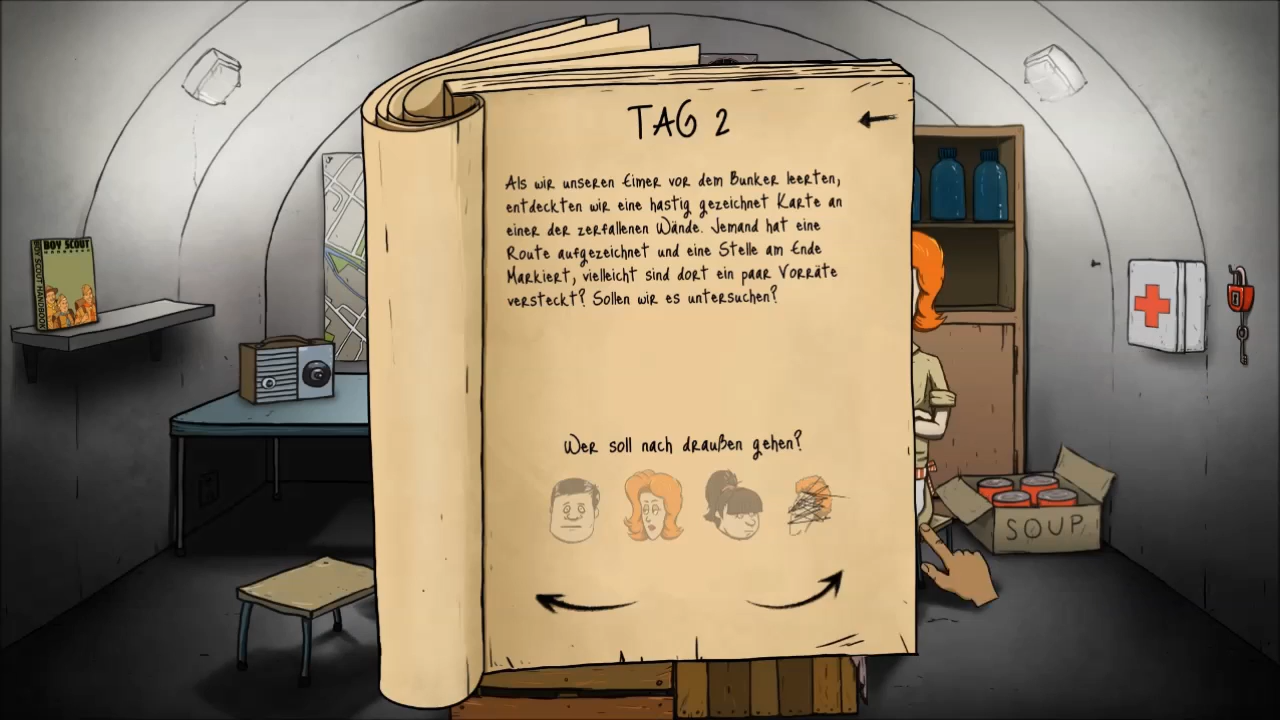 TAG 2
Als wir unseren Eimer vor dem Bunker leerten,
entdeckten wir eine hastig gezeichnet Karte an
einer der zerfallenen Wände. Jemand hat eine
Route aufgezeichnet und eine Stelle am Ende
Markiert, vielleicht sind dort ein paar Vorräte
versteckt? Sollen wir es untersuchen?
Wer soll nach draußen gehen?
BOY SCOUT
BOY SCOUT HANDBOOK
SOUP